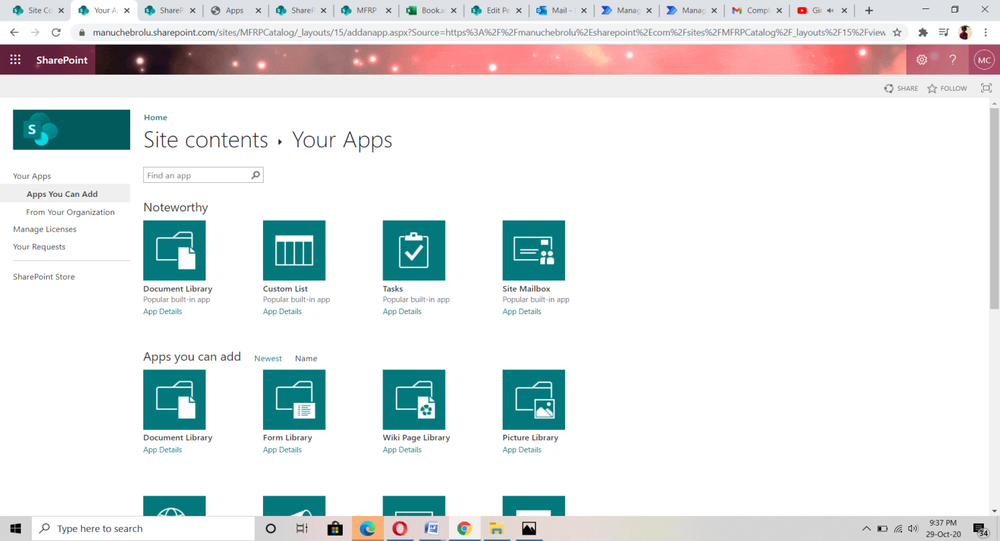 Site Co
Your A
ShareP
Apps
ShareP
MFRP
Book.x
Edit Pe
Mail -
Manag
Manag
Compl
Gir
manuchebrolu.sharepoint.com/sites/MFRPCatalog/_layouts/15/addanapp.aspx?Source=https%3A%2F%2Fmanuchebrolu%2Esharepoint%2Ecom%2Fsites%2FMFRPCatalog%2F_layouts%2F15%2Fview
SharePoint
?
MC
SHARE
FOLLOW
S
Home
Site contents ▸ Your Apps
Find an app
Your Apps
Apps You Can Add
From Your Organization
Manage Licenses
Your Requests
SharePoint Store
Noteworthy
Document Library
Popular built-in app
App Details
Custom List
Popular built-in app
App Details
Tasks
Popular built-in app
App Details
Site Mailbox
Popular built-in app
App Details
Apps you can add Newest Name
Document Library
App Details
Form Library
App Details
Wiki Page Library
App Details
Picture Library
App Details
Type here to search
9:37 PM
29-Oct-20
34